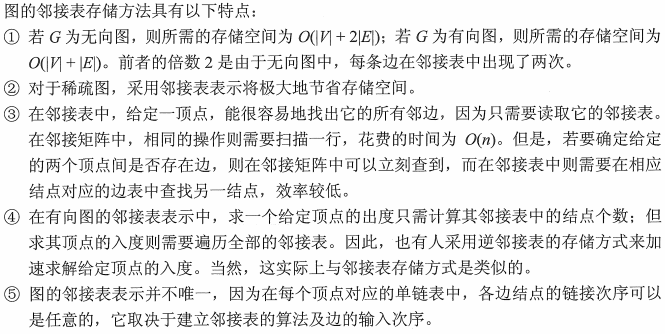 图的邻接表存储方法具有以下特点：
① 若 G 为无向图，则所需的存储空间为 O(|V| + 2|E|)；若 G 为有向图，则所需的存储空间为
O(|V| + |E|)。前者的倍数 2 是由于无向图中，每条边在邻接表中出现了两次。
② 对于稀疏图，采用邻接表表示将极大地节省存储空间。
③ 在邻接表中，给定一顶点，能很容易地找出它的所有邻边，因为只需要读取它的邻接表。
在邻接矩阵中，相同的操作则需要扫描一行，花费的时间为 O(n)。但是，若要确定给定
的两个顶点间是否存在边，则在邻接矩阵中可以立刻查到，而在邻接表中则需要在相应
结点对应的边表中查找另一结点，效率较低。
④ 在有向图的邻接表表示中，求一个给定顶点的出度只需计算其邻接表中的结点个数；但
求其顶点的入度则需要遍历全部的邻接表。因此，也有人采用逆邻接表的存储方式来加
速求解给定顶点的入度。当然，这实际上与邻接表存储方式是类似的。
⑤ 图的邻接表表示并不唯一，因为在每个顶点对应的单链表中，各边结点的链接次序可以
是任意的，它取决于建立邻接表的算法及边的输入次序。